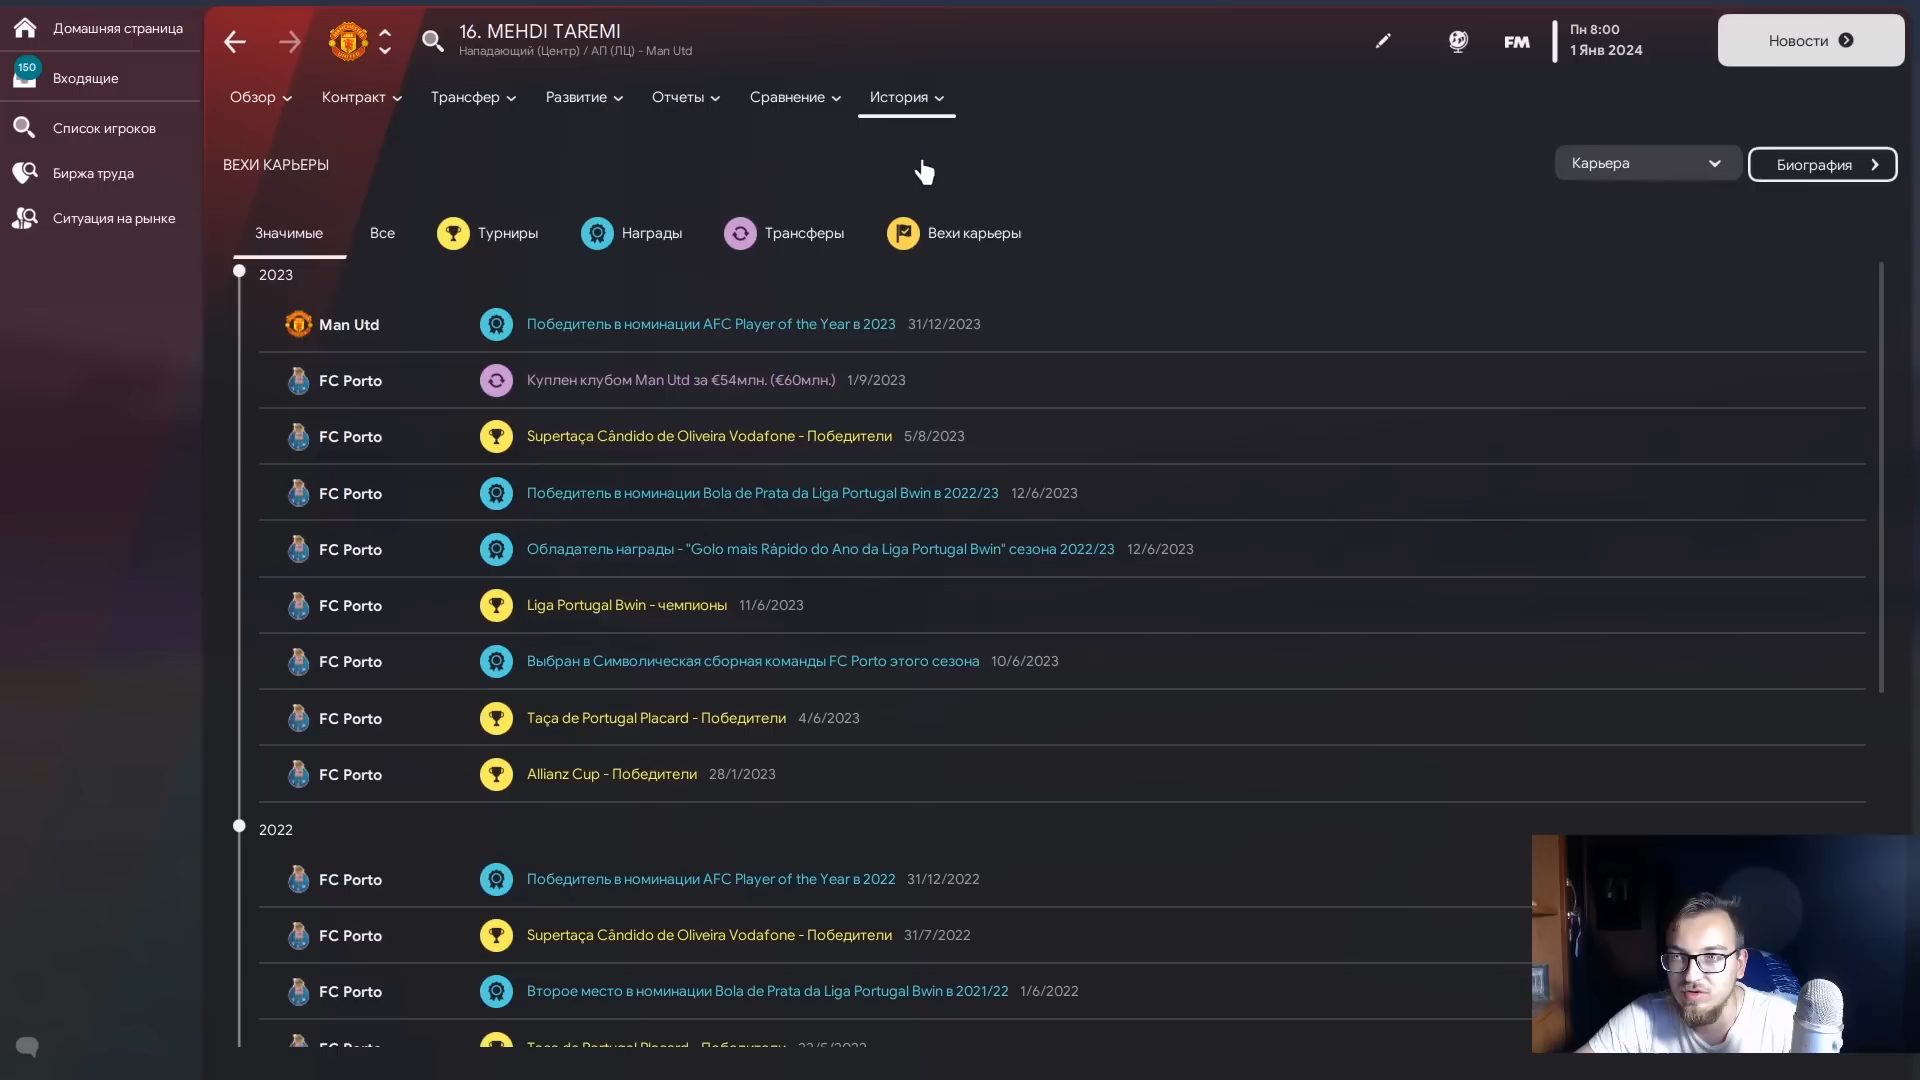 Домашняя страница
150
Входящие
Список игроков
Биржа труда
Ситуация на рынке
16. MEHDI TAREMI
Нападающий (Центр) / АП (ЛЦ) - Man Utd
FM
Пн 8:00
1 Янв 2024
Новости
Обзор
Контракт
Трансфер
Развитие
Отчеты
Сравнение
История
ВЕХИ КАРЬЕРЫ
Карьера
Биография
Значимые
Все
Турниры
Награды
Трансферы
Вехи карьеры
2023
Man Utd Победитель в номинации AFC Player of the Year в 2023 31/12/2023
FC Porto Куплен клубом Man Utd за €54млн. (€60млн.) 1/9/2023
FC Porto Supertaça Cândido de Oliveira Vodafone - Победители 5/8/2023
FC Porto Победитель в номинации Bola de Prata da Liga Portugal Bwin в 2022/23 12/6/2023
FC Porto Обладатель награды - "Golo mais Rápido do Ano da Liga Portugal Bwin" сезона 2022/23 12/6/2023
FC Porto Liga Portugal Bwin - чемпионы 11/6/2023
FC Porto Выбран в Символическая сборная команды FC Porto этого сезона 10/6/2023
FC Porto Taça de Portugal Placard - Победители 4/6/2023
FC Porto Allianz Cup - Победители 28/1/2023
2022
FC Porto Победитель в номинации AFC Player of the Year в 2022 31/12/2022
FC Porto Supertaça Cândido de Oliveira Vodafone - Победители 31/7/2022
FC Porto Второе место в номинации Bola de Prata da Liga Portugal Bwin в 2021/22 1/6/2022
FC Porto Taça de Portugal Placard - Победители